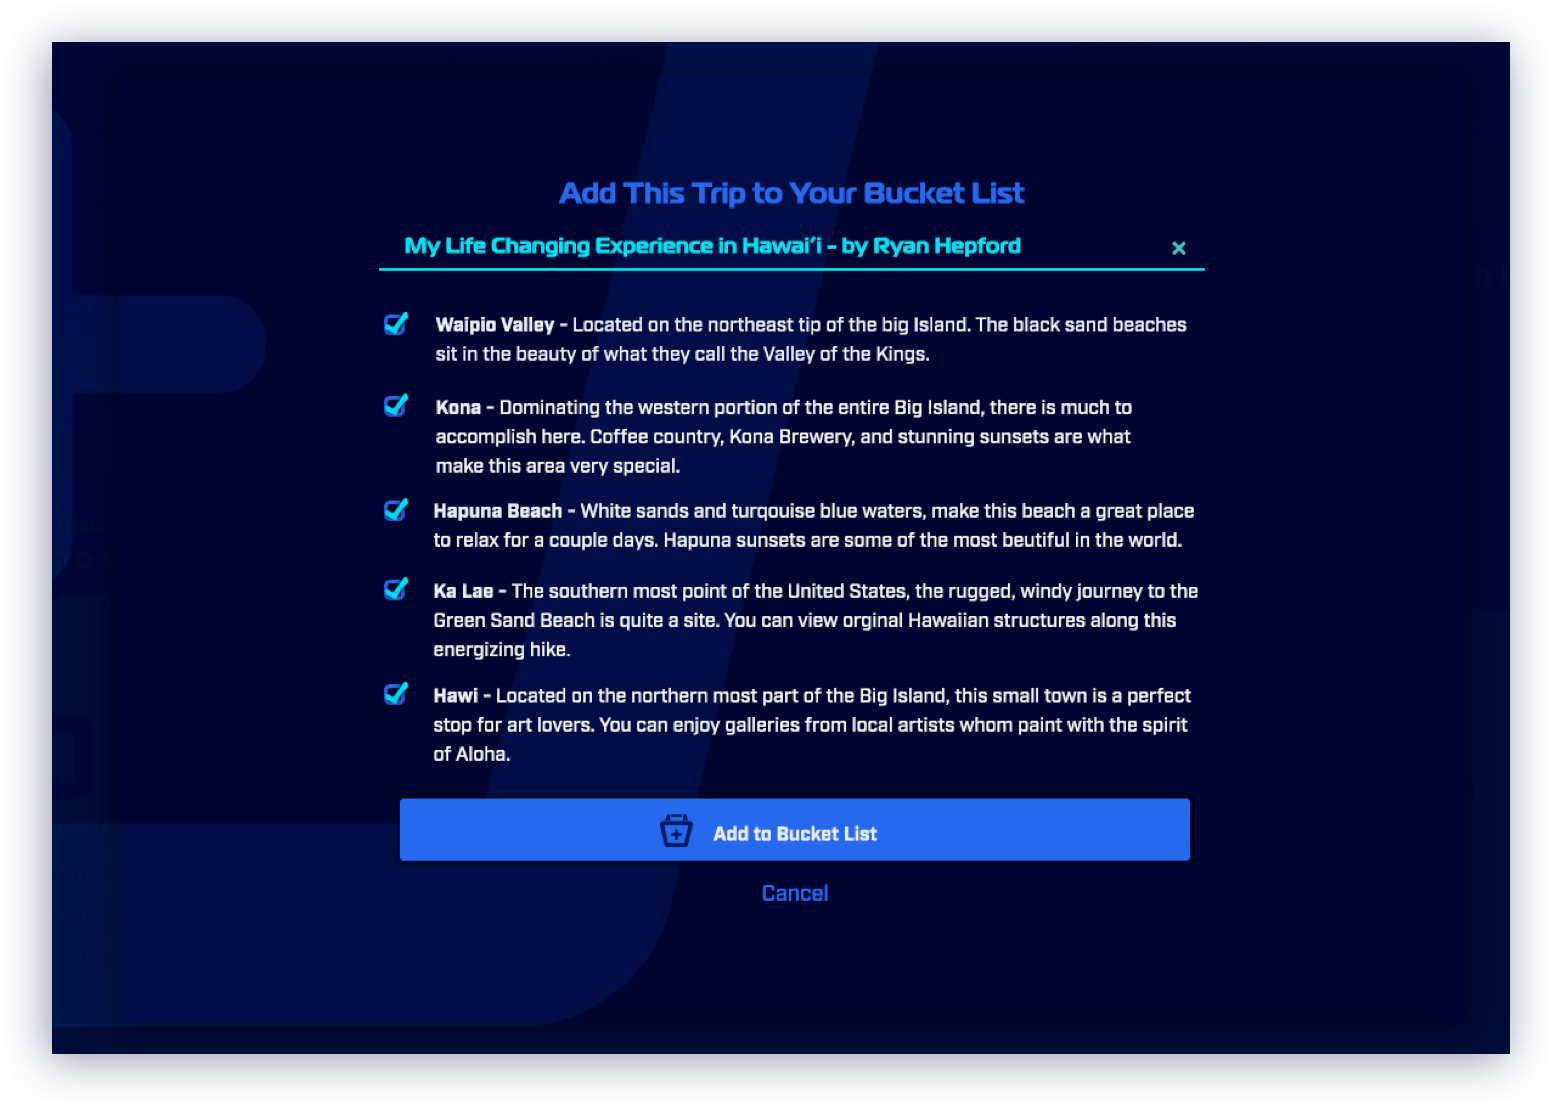 Add This Trip to Your Bucket List
My Life Changing Experience in Hawai'i - by Ryan Hepford
×
Waipio Valley - Located on the northeast tip of the big Island. The black sand beaches
sit in the beauty of what they call the Valley of the Kings.
Kona - Dominating the western portion of the entire Big Island, there is much to
accomplish here. Coffee country, Kona Brewery, and stunning sunsets are what
make this area very special.
Hapuna Beach - White sands and turqouise blue waters, make this beach a great place
to relax for a couple days. Hapuna sunsets are some of the most beutiful in the world.
Ka Lae - The southern most point of the United States, the rugged, windy journey to the
Green Sand Beach is quite a site. You can view orginal Hawaiian structures along this
energizing hike.
Hawi - Located on the northern most part of the Big Island, this small town is a perfect
stop for art lovers. You can enjoy galleries from local artists whom paint with the spirit
of Aloha.
Add to Bucket List
Cancel